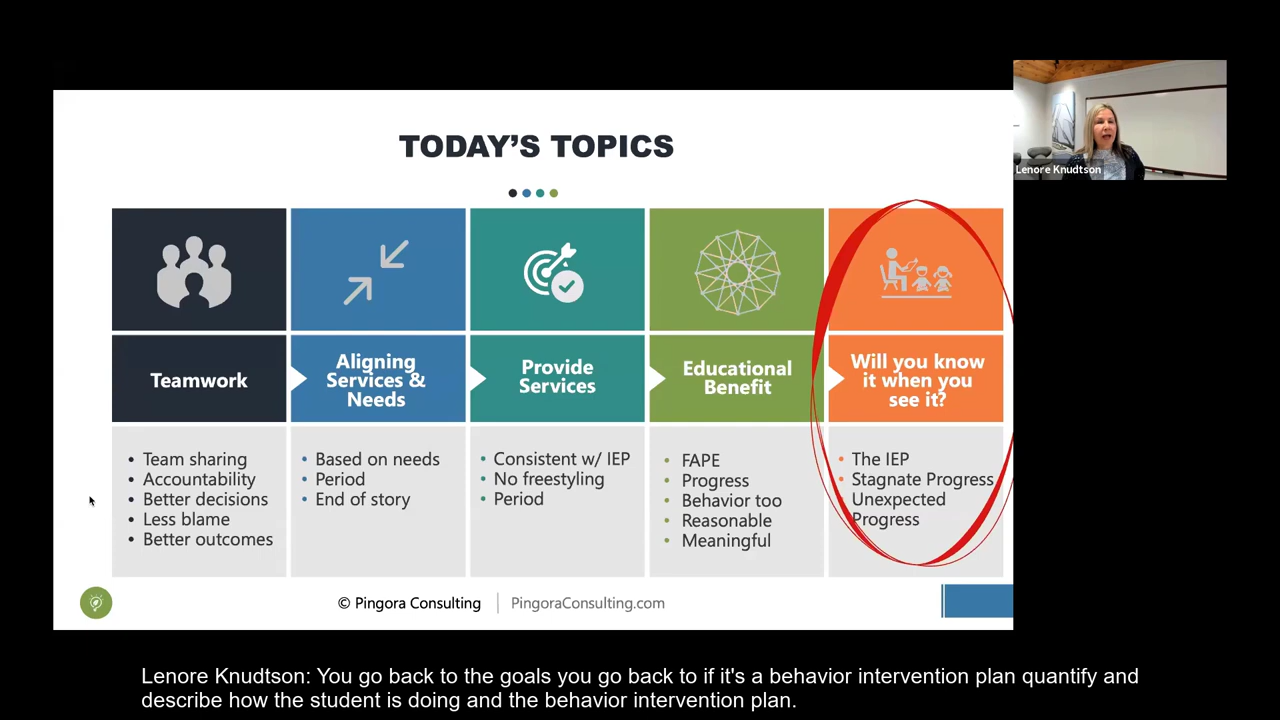 TODAY'S TOPICS
Lenore Knudtson
Teamwork
Aligning
Services &
Needs
Provide
Services
Educational
Benefit
Will you know
it when you
see it?
• Team sharing
• Accountability
• Better decisions
• Less blame
• Better outcomes
• Based on needs
• Period
• End of story
• Consistent w/ IEP
• No freestyling
• Period
• FAPE
• Progress
• Behavior too
• Reasonable
• Meaningful
• The IEP
• Stagnate Progress
• Unexpected
Progress
© Pingora Consulting | PingoraConsulting.com
Lenore Knudtson: You go back to the goals you go back to if it's a behavior intervention plan quantify and
describe how the student is doing and the behavior intervention plan.